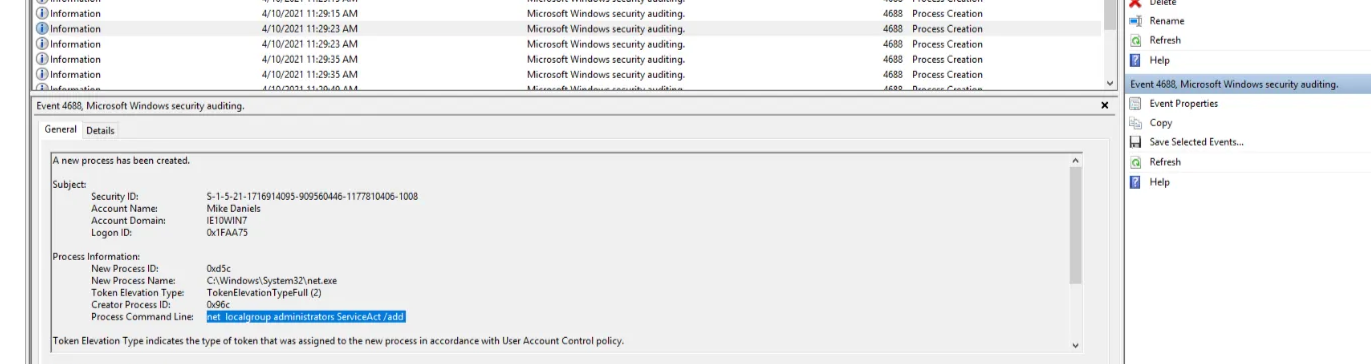 Delete
Information 4/10/2021 11:29:15 AM Microsoft Windows security auditing. 4688 Process Creation
Rename
Information 4/10/2021 11:29:23 AM Microsoft Windows security auditing. 4688 Process Creation
Refresh
Information 4/10/2021 11:29:23 AM Microsoft Windows security auditing. 4688 Process Creation
Information 4/10/2021 11:29:35 AM Microsoft Windows security auditing. 4688 Process Creation
Help
Information 4/10/2021 11:29:35 AM Microsoft Windows security auditing. 4688 Process Creation
Information 4/10/2021 11:29:49 AM Microsoft Windows security auditing. 4688 Process Creation
Event 4688, Microsoft Windows security auditing.
Event Properties
Copy
Save Selected Events...
Refresh
Help
Event 4688, Microsoft Windows security auditing.
General Details
A new process has been created.
Subject:
Security ID: S-1-5-21-1716914095-909560446-1177810406-1008
Account Name: Mike Daniels
Account Domain: IE10WIN7
Logon ID: 0x1FAA75
Process Information:
New Process ID: 0xd5c
New Process Name: C:\Windows\System32\net.exe
Token Elevation Type: TokenElevationTypeFull (2)
Creator Process ID: 0x96c
Process Command Line: net localgroup administrators ServiceAct /add
Token Elevation Type indicates the type of token that was assigned to the new process in accordance with User Account Control policy.